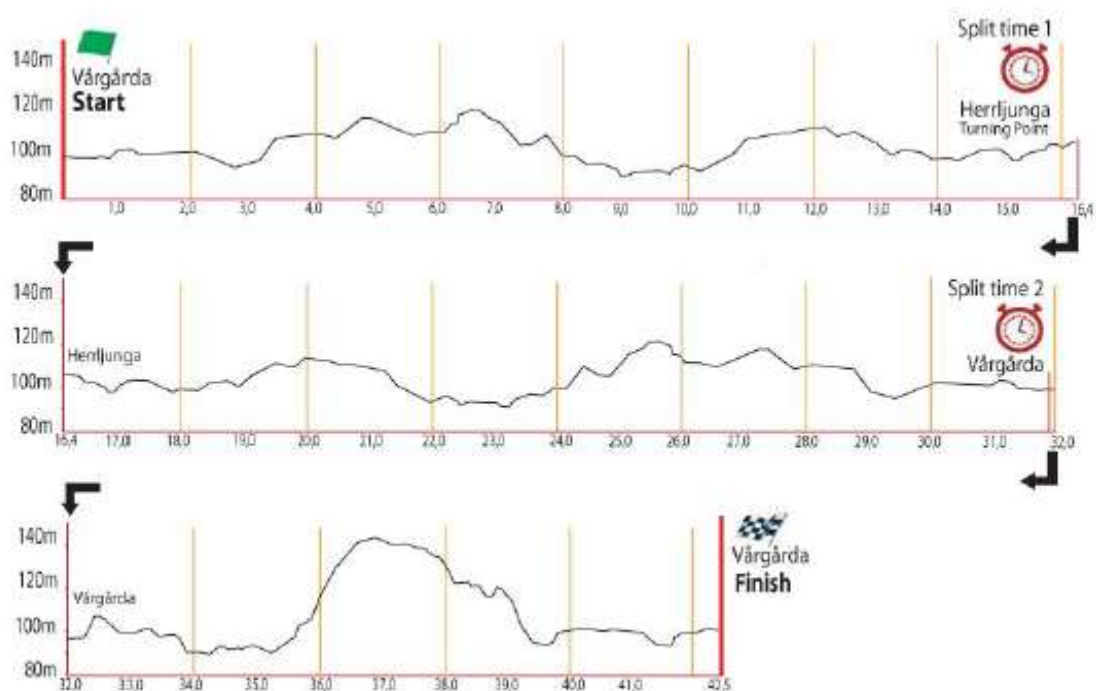 Split time 1
140m
Vårgårda
Start
120m
Herrljunga
Turning Point
100m
80m
1,0 2,0 3,0 4,0 5,0 6,0 7,0 8,0 9,0 10,0 11,0 12,0 13,0 14,0 15,0 16,4
140m
Split time 2
120m
Herrljunga
Vårgårda
100m
80m
16,4 17,0 18,0 19,0 20,0 21,0 22,0 23,0 24,0 25,0 26,0 27,0 28,0 29,0 30,0 31,0 32,0
140m
Vårgårda
Finish
120m
Vårgårda
100m
80m
32,0 33,0 34,0 35,0 36,0 37,0 38,0 39,0 40,0 41,0 42,5